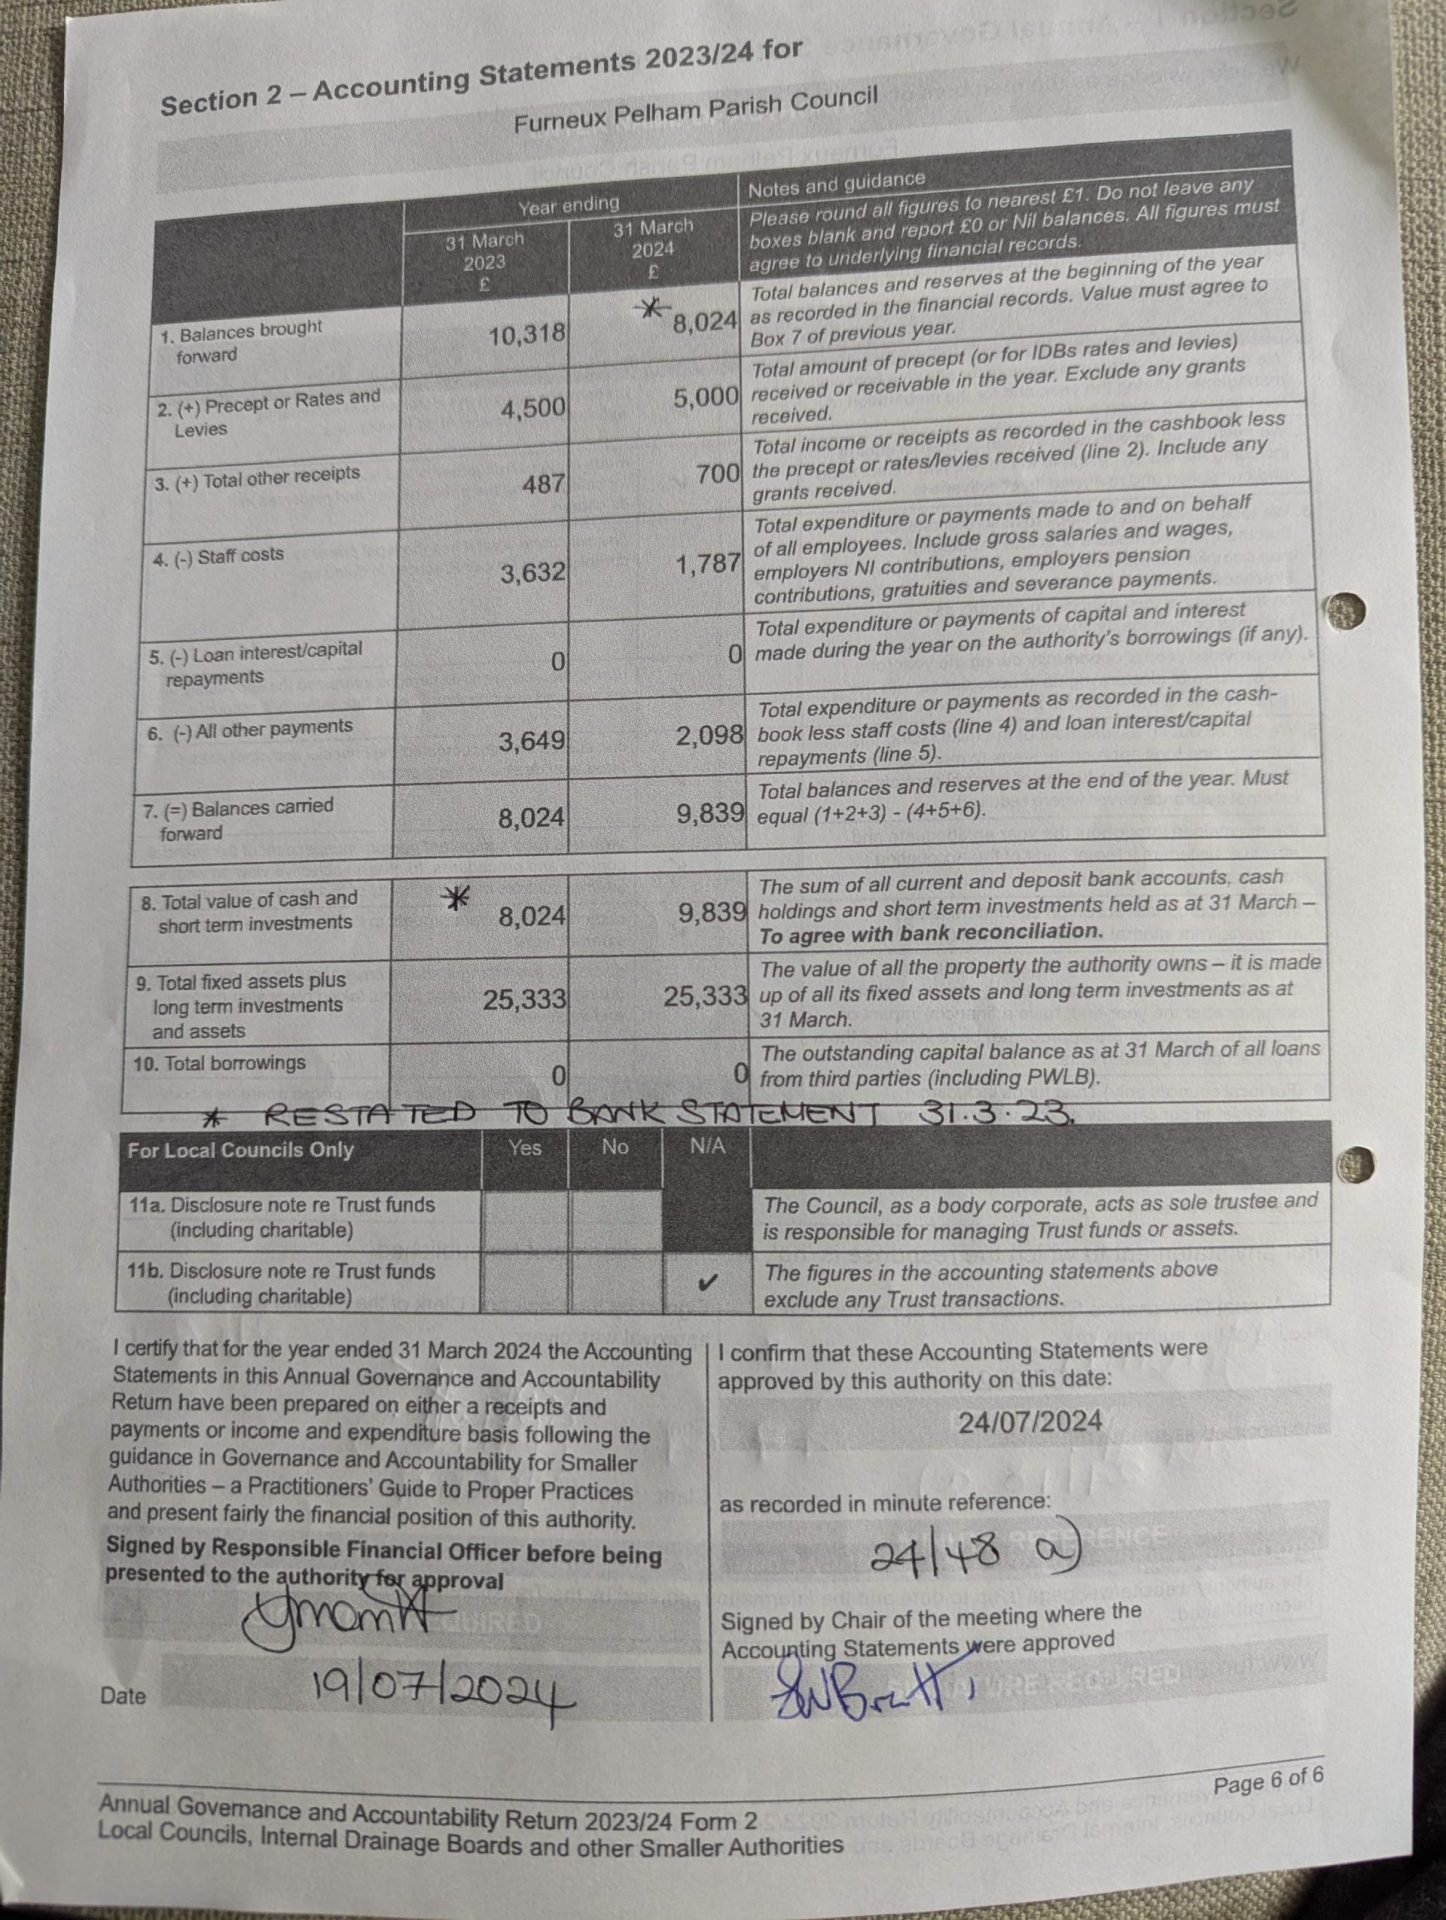 Section 2 – Accounting Statements 2023/24 for
Furneux Pelham Parish Council
Year ending
Notes and guidance
31 March
2023
£
31 March
2024
£
Please round all figures to nearest £1. Do not leave any
boxes blank and report £0 or Nil balances. All figures must
agree to underlying financial records.
1. Balances brought
forward
10,318
* 8,024
Total balances and reserves at the beginning of the year
as recorded in the financial records. Value must agree to
Box 7 of previous year.
2. (+) Precept or Rates and
Levies
4,500
5,000
Total amount of precept (or for IDBs rates and levies)
received or receivable in the year. Exclude any grants
received.
3. (+) Total other receipts
487
700
Total income or receipts as recorded in the cashbook less
the precept or rates/levies received (line 2). Include any
grants received.
4. (-) Staff costs
3,632
1,787
Total expenditure or payments made to and on behalf
of all employees. Include gross salaries and wages,
employers NI contributions, employers pension
contributions, gratuities and severance payments.
5. (-) Loan interest/capital
repayments
0
0
Total expenditure or payments of capital and interest
made during the year on the authority's borrowings (if any).
6. (-) All other payments
3,649
2,098
Total expenditure or payments as recorded in the cash-
book less staff costs (line 4) and loan interest/capital
repayments (line 5).
7. (=) Balances carried
forward
8,024
9,839
Total balances and reserves at the end of the year. Must
equal (1+2+3) - (4+5+6).
8. Total value of cash and
short term investments
* 8,024
9,839
The sum of all current and deposit bank accounts, cash
holdings and short term investments held as at 31 March –
To agree with bank reconciliation.
9. Total fixed assets plus
long term investments
and assets
25,333
25,333
The value of all the property the authority owns – it is made
up of all its fixed assets and long term investments as at
31 March.
10. Total borrowings
0
0
The outstanding capital balance as at 31 March of all loans
from third parties (including PWLB).
* RESTATED TO BANK STATEMENT 31.3.23.
For Local Councils Only
Yes
No
N/A
11a. Disclosure note re Trust funds
(including charitable)
The Council, as a body corporate, acts as sole trustee and
is responsible for managing Trust funds or assets.
11b. Disclosure note re Trust funds
(including charitable)
✔
The figures in the accounting statements above
exclude any Trust transactions.
I certify that for the year ended 31 March 2024 the Accounting
Statements in this Annual Governance and Accountability
Return have been prepared on either a receipts and
payments or income and expenditure basis following the
guidance in Governance and Accountability for Smaller
Authorities – a Practitioners' Guide to Proper Practices
and present fairly the financial position of this authority.
Signed by Responsible Financial Officer before being
presented to the authority for approval
Date
19/07/2024
I confirm that these Accounting Statements were
approved by this authority on this date:
24/07/2024
as recorded in minute reference:
24/48 a)
Signed by Chair of the meeting where the
Accounting Statements were approved
Page 6 of 6
Annual Governance and Accountability Return 2023/24 Form 2
Local Councils, Internal Drainage Boards and other Smaller Authorities